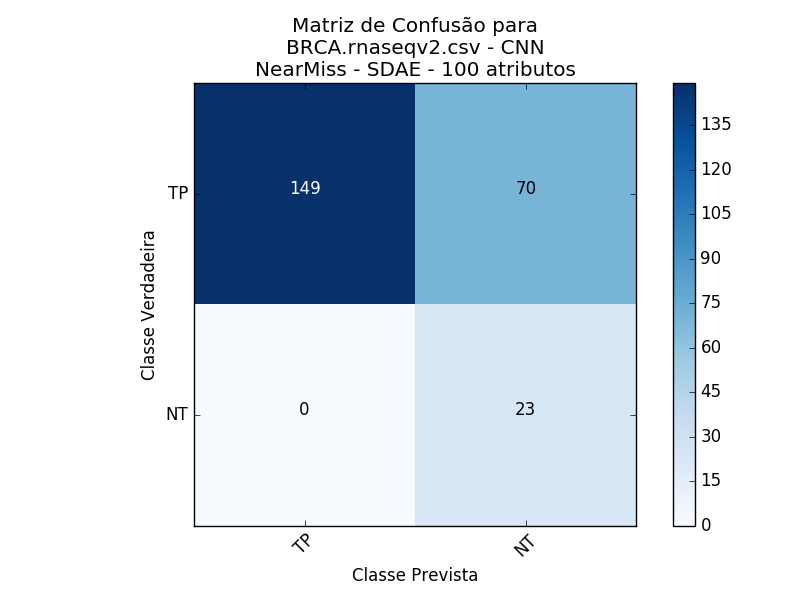 Matriz de Confusão para
BRCA.rnaseqv2.csv - CNN
NearMiss - SDAE - 100 atributos
Classe Verdadeira
TP
NT
149
70
0
23
TP
NT
Classe Prevista
135
120
105
90
75
60
45
30
15
0